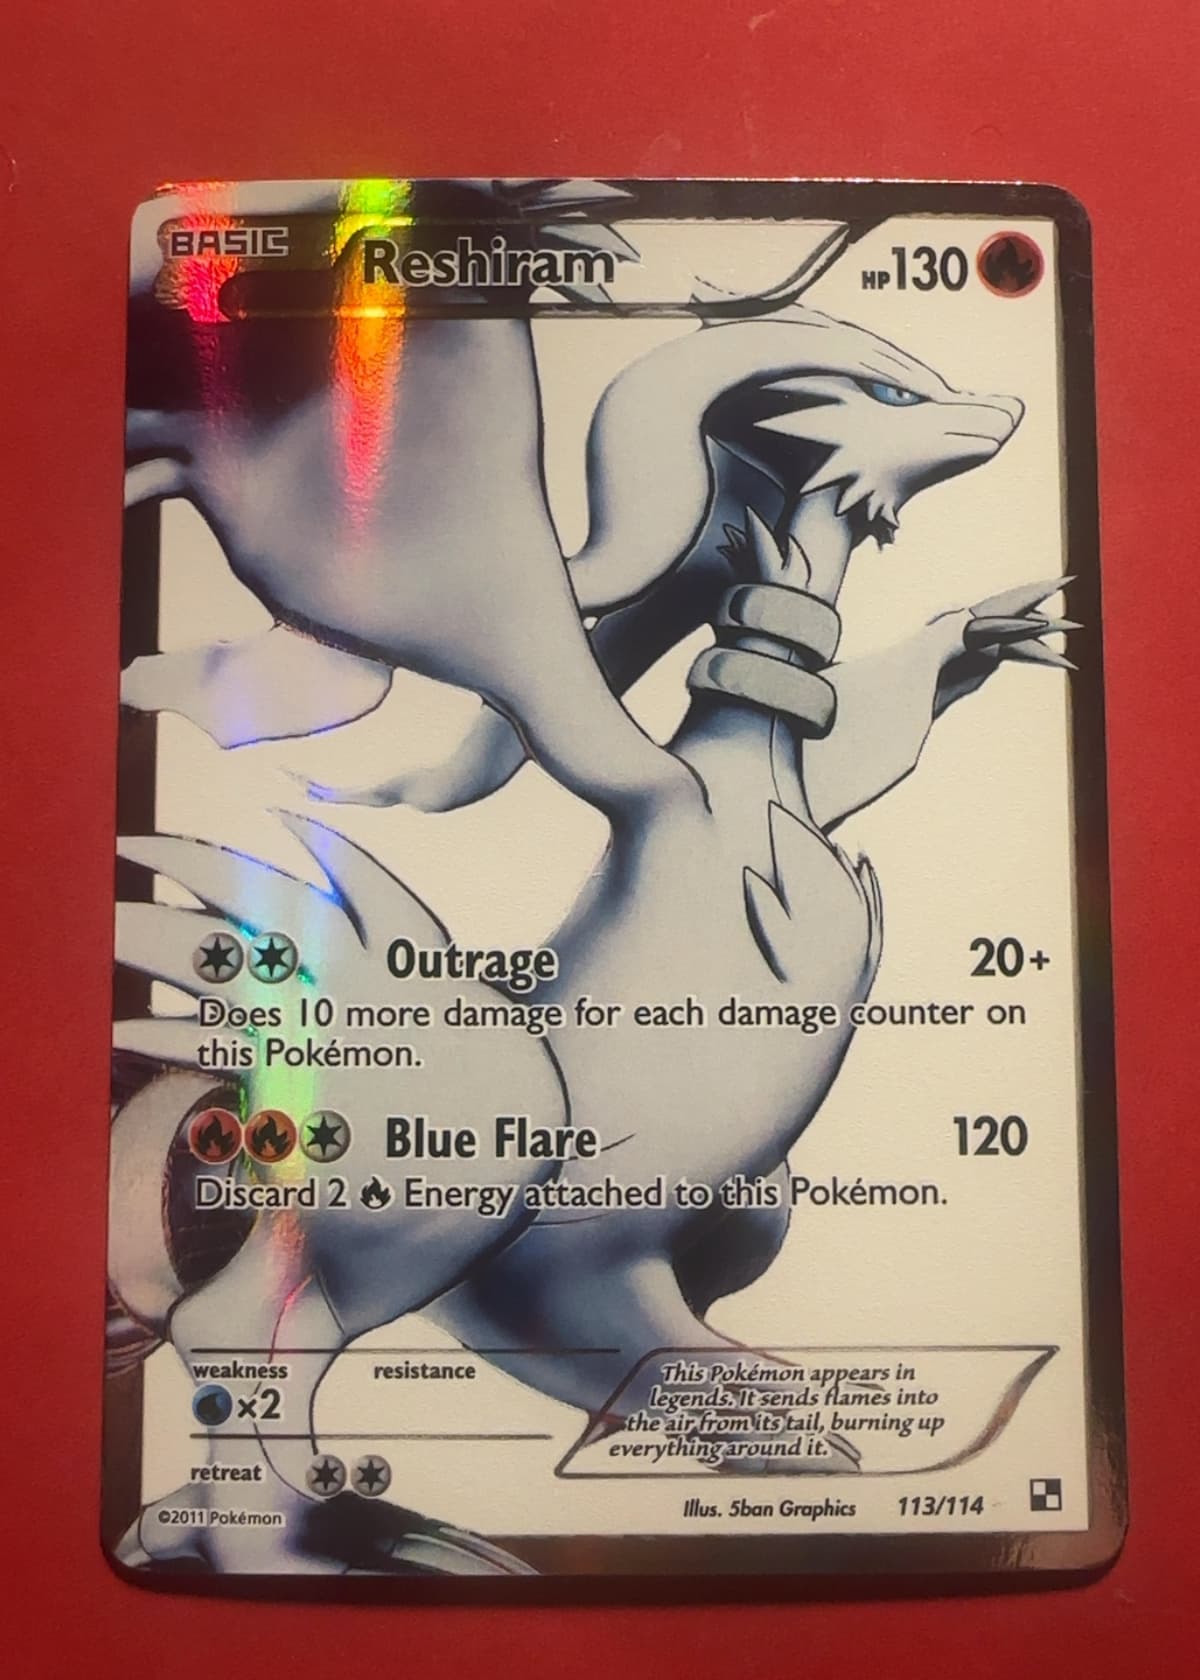 BASIC Reshiram HP130
Outrage 20+
Does 10 more damage for each damage counter on
this Pokémon.
Blue Flare 120
Discard 2 Energy attached to this Pokémon.
weakness resistance
×2
retreat
This Pokémon appears in
legends. It sends flames into
the air from its tail, burning up
everything around it.
©2011 Pokémon
Illus. 5ban Graphics 113/114